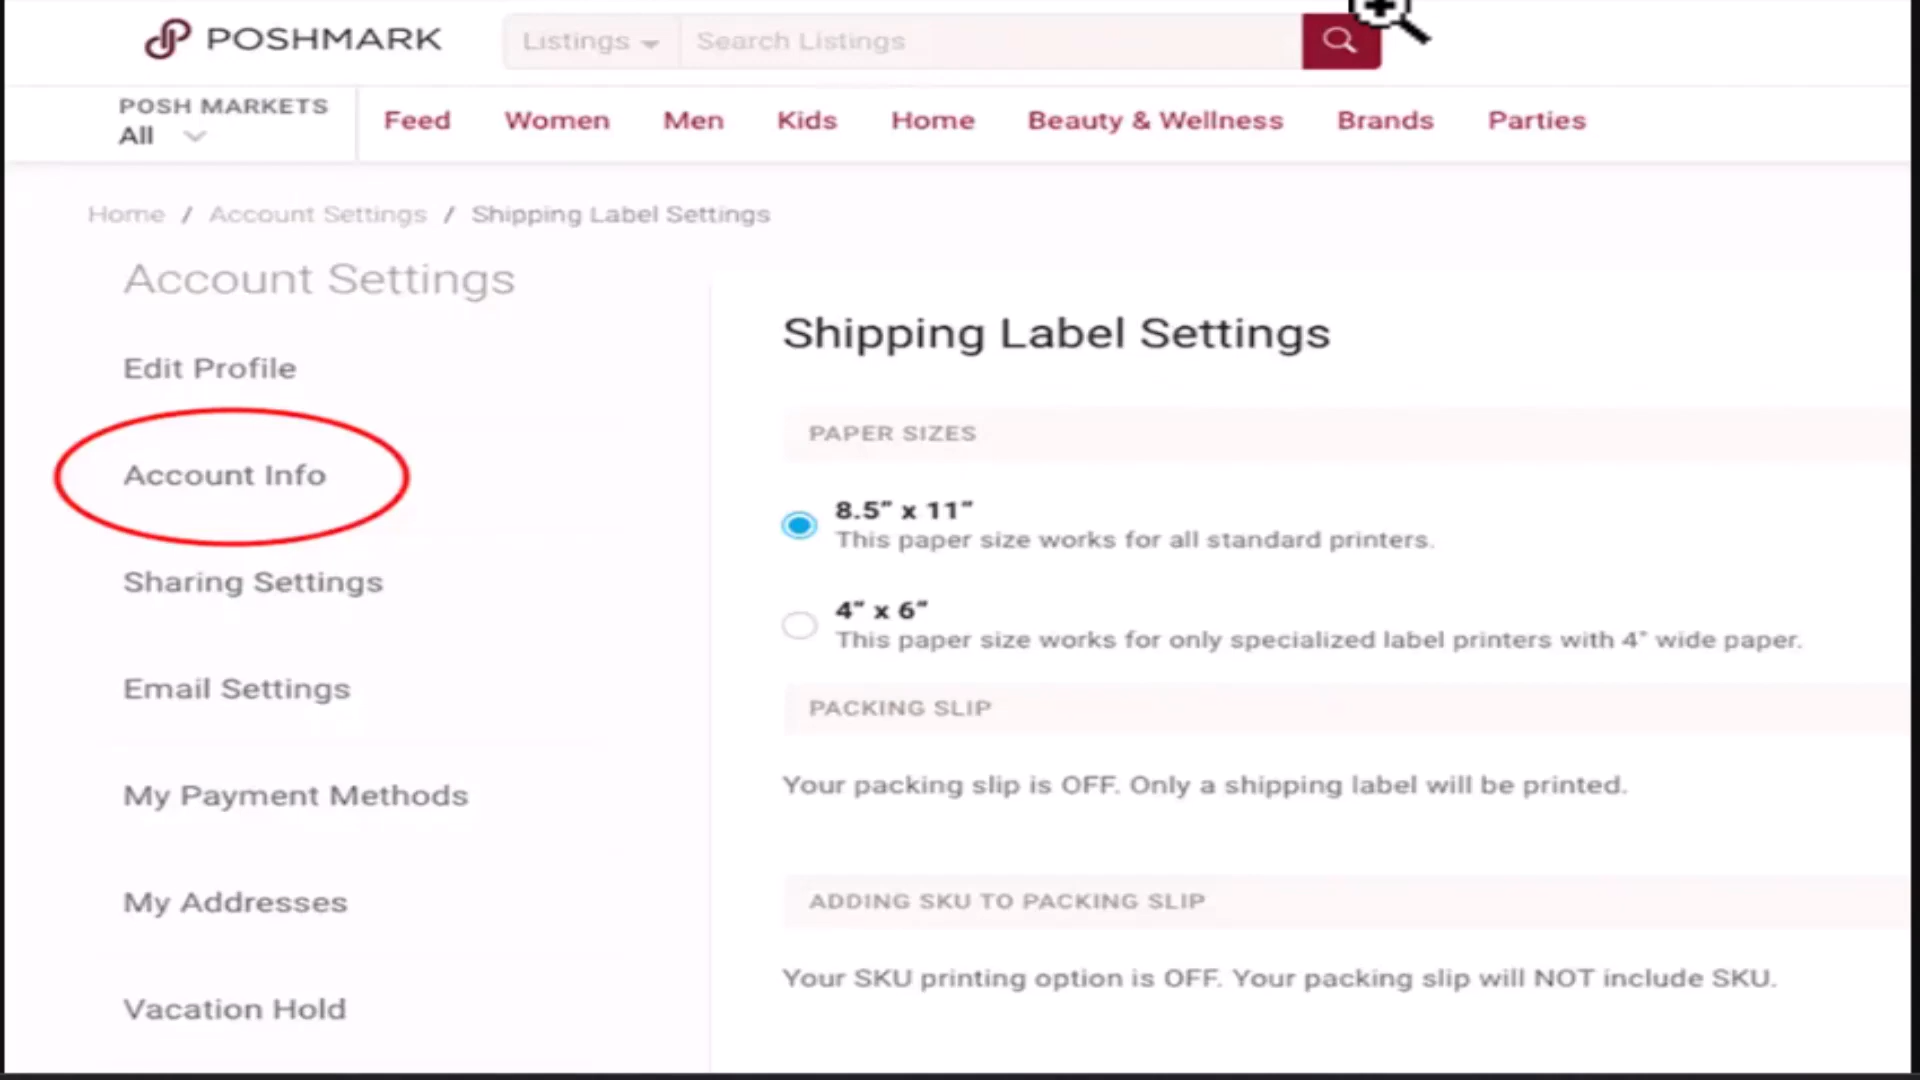 POSHMARK
Listings
Search Listings
POSH MARKETS
All
Feed
Women
Men
Kids
Home
Beauty & Wellness
Brands
Parties
Home / Account Settings / Shipping Label Settings
Account Settings
Edit Profile
Account Info
Sharing Settings
Email Settings
My Payment Methods
My Addresses
Vacation Hold
Shipping Label Settings
PAPER SIZES
8.5” x 11”
This paper size works for all standard printers.
4” x 6”
This paper size works for only specialized label printers with 4" wide paper.
PACKING SLIP
Your packing slip is OFF. Only a shipping label will be printed.
ADDING SKU TO PACKING SLIP
Your SKU printing option is OFF. Your packing slip will NOT include SKU.